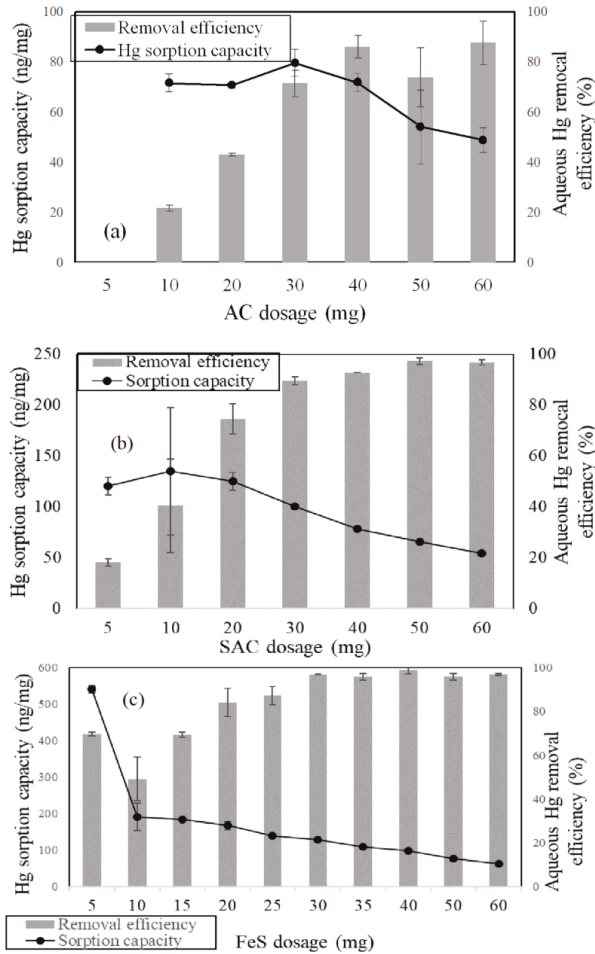 100 100
Removal efficiency
Hg sorption capacity
80 80
60 60
40 40
20 20
0 0
(a)
Hg sorption capacity (ng/mg)
Aqueous Hg remocal
efficiency (%)
5 10 20 30 40 50 60
AC dosage (mg)
250 100
Removal efficiency
Sorption capacity
200 80
(b)
150 60
100 40
50 20
0 0
Hg sorption capacity (ng/mg)
Aqueous Hg remocal
efficiency (%)
5 10 20 30 40 50 60
SAC dosage (mg)
600 100
(c)
500 80
400 60
300
200 40
100 20
0 0
Hg sorption capacity (ng/mg)
Aqueous Hg removal
efficiency (%)
5 10 15 20 25 30 35 40 50 60
Removal efficiency
Sorption capacity
FeS dosage (mg)